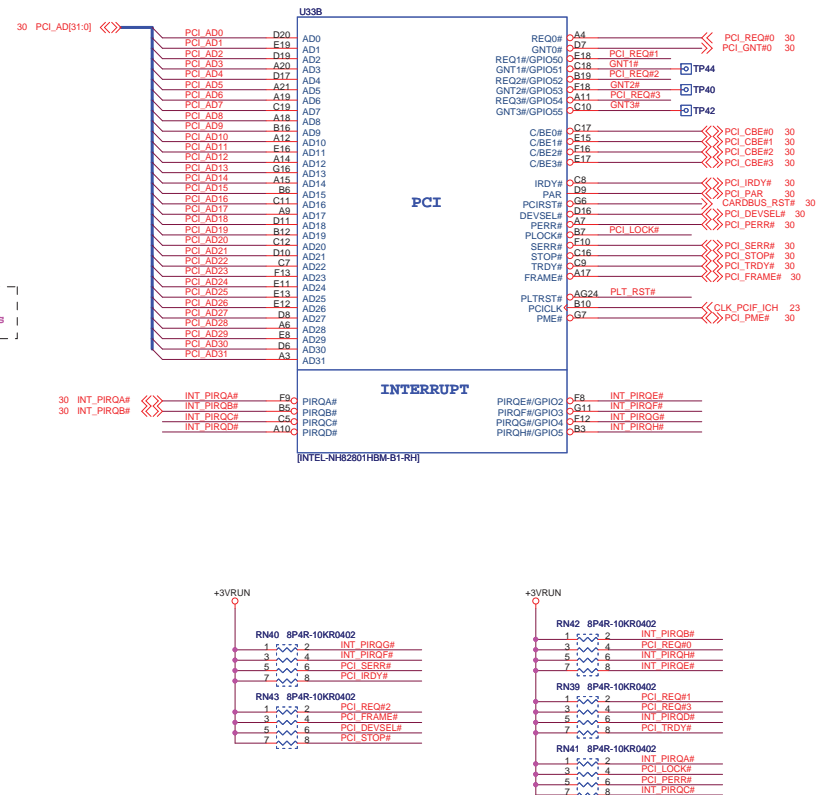 U33B
30 PCI_AD[31:0]
PCI_AD0 D20 AD0
PCI_AD1 E19 AD1
PCI_AD2 D19 AD2
PCI_AD3 A20 AD3
PCI_AD4 D17 AD4
PCI_AD5 A21 AD5
PCI_AD6 A19 AD6
PCI_AD7 C19 AD7
PCI_AD8 A18 AD8
PCI_AD9 B16 AD9
PCI_AD10 A12 AD10
PCI_AD11 E16 AD11
PCI_AD12 A14 AD12
PCI_AD13 G16 AD13
PCI_AD14 A15 AD14
PCI_AD15 B6 AD15
PCI_AD16 C11 AD16
PCI_AD17 A9 AD17
PCI_AD18 D11 AD18
PCI_AD19 B12 AD19
PCI_AD20 C12 AD20
PCI_AD21 D10 AD21
PCI_AD22 C7 AD22
PCI_AD23 F13 AD23
PCI_AD24 E11 AD24
PCI_AD25 E13 AD25
PCI_AD26 E12 AD26
PCI_AD27 D8 AD27
PCI_AD28 A6 AD28
PCI_AD29 E8 AD29
PCI_AD30 D6 AD30
PCI_AD31 A3 AD31
PCI
REQ0# A4 PCI_REQ#0 30
GNT0# D7 PCI_GNT#0 30
REQ1#/GPIO50 E18 PCI_REQ#1
GNT1#/GPIO51 C18 GNT1# TP44
REQ2#/GPIO52 B19 PCI_REQ#2
GNT2#/GPIO53 F18 GNT2# TP40
REQ3#/GPIO54 A11 PCI_REQ#3
GNT3#/GPIO55 C10 GNT3# TP42
C/BE0# C17 PCI_CBE#0 30
C/BE1# E15 PCI_CBE#1 30
C/BE2# F16 PCI_CBE#2 30
C/BE3# E17 PCI_CBE#3 30
IRDY# C8 PCI_IRDY# 30
PAR D9 PCI_PAR 30
PCIRST# G6 CARDBUS_RST# 30
DEVSEL# D16 PCI_DEVSEL# 30
PERR# A7 PCI_PERR# 30
PLOCK# B7 PCI_LOCK#
SERR# F10 PCI_SERR# 30
STOP# C16 PCI_STOP# 30
TRDY# C9 PCI_TRDY# 30
FRAME# A17 PCI_FRAME# 30
PLTRST# AG24 PLT_RST#
PCICLK B10 CLK_PCIF_ICH 23
PME# G7 PCI_PME# 30
INTERRUPT
30 INT_PIRQA# INT_PIRQA# F9 PIRQA#
30 INT_PIRQB# INT_PIRQB# B5 PIRQB#
INT_PIRQC# C5 PIRQC#
INT_PIRQD# A10 PIRQD#
PIRQE#/GPIO2 F8 INT_PIRQE#
PIRQF#/GPIO3 G11 INT_PIRQF#
PIRQG#/GPIO4 F12 INT_PIRQG#
PIRQH#/GPIO5 B3 INT_PIRQH#
[INTEL-NH82801HBM-B1-RH]
+3VRUN
RN40 8P4R-10KR0402
1 2 INT_PIRQG#
3 4 INT_PIRQF#
5 6 PCI_SERR#
7 8 PCI_IRDY#
RN43 8P4R-10KR0402
1 2 PCI_REQ#2
3 4 PCI_FRAME#
5 6 PCI_DEVSEL#
7 8 PCI_STOP#
+3VRUN
RN42 8P4R-10KR0402
1 2 INT_PIRQB#
3 4 PCI_REQ#0
5 6 INT_PIRQH#
7 8 INT_PIRQE#
RN39 8P4R-10KR0402
1 2 PCI_REQ#1
3 4 PCI_REQ#3
5 6 INT_PIRQD#
7 8 PCI_TRDY#
RN41 8P4R-10KR0402
1 2 INT_PIRQA#
3 4 PCI_LOCK#
5 6 PCI_PERR#
7 8 INT_PIRQC#